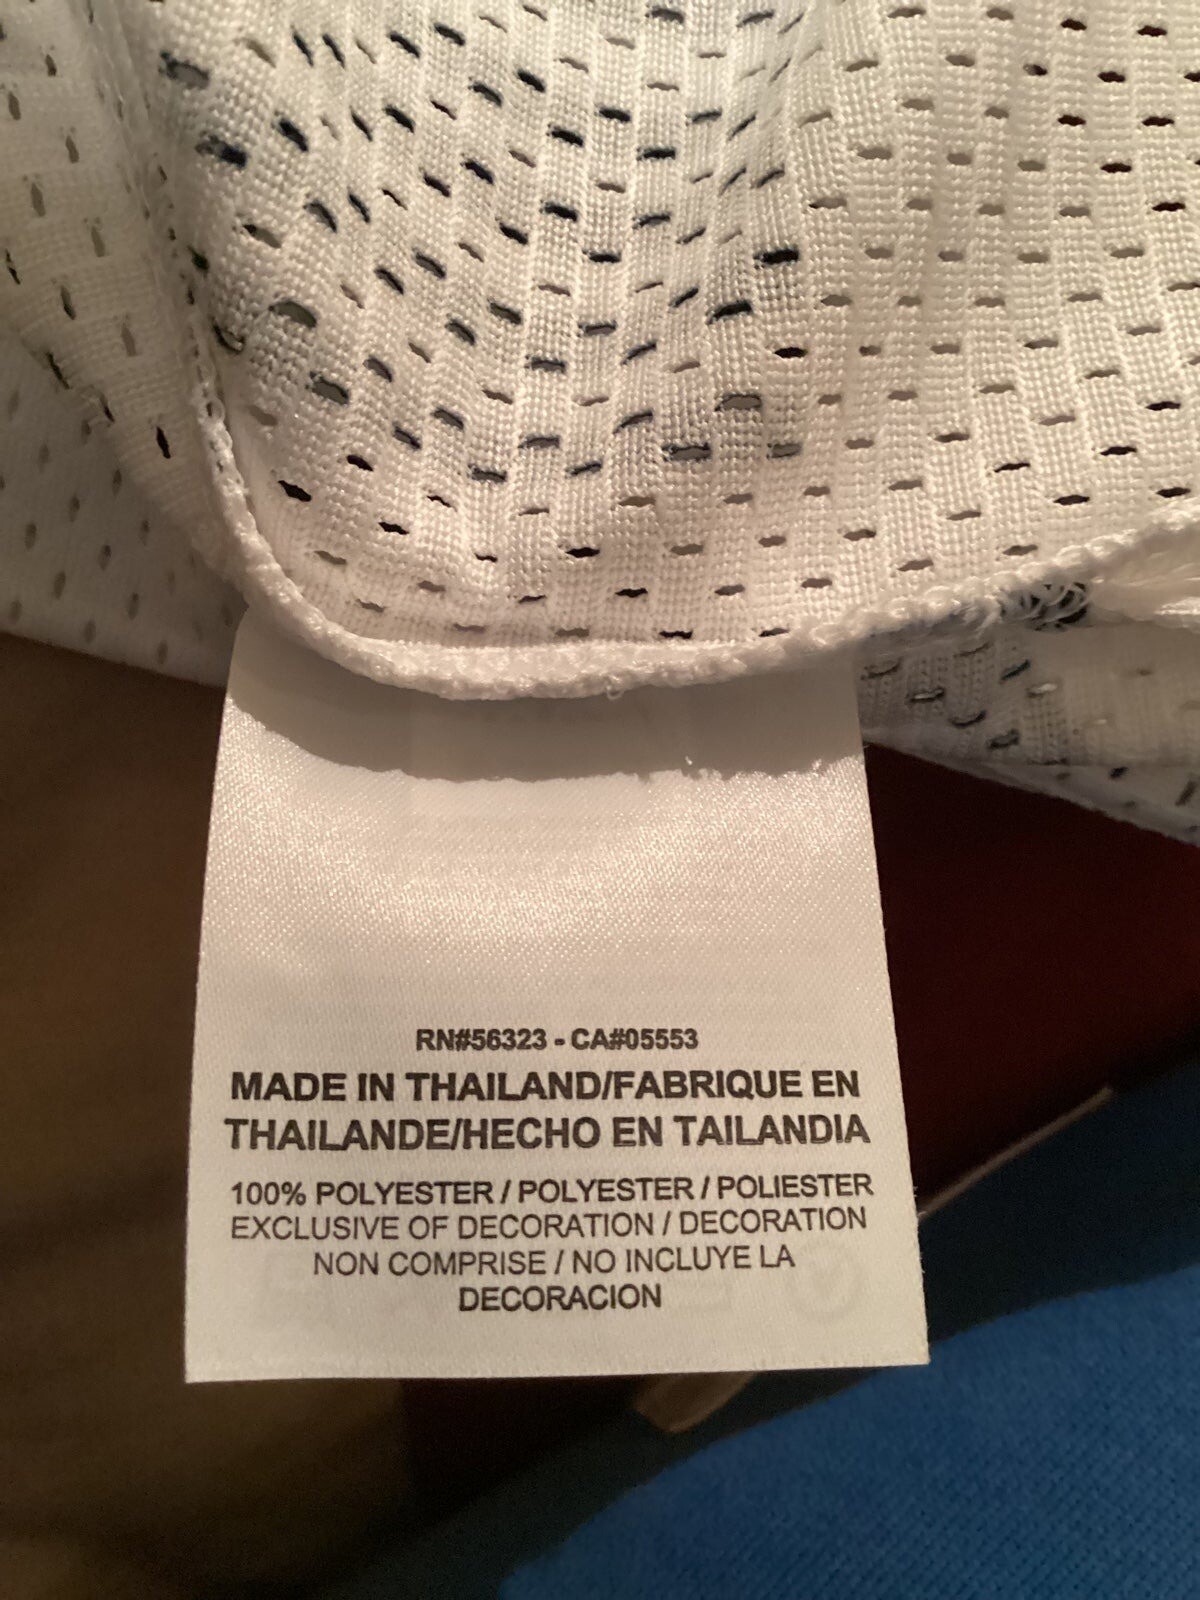 RN#56323 - CA#05553
MADE IN THAILAND/FABRIQUE EN
THAILANDE/HECHO EN TAILANDIA
100% POLYESTER / POLYESTER / POLIESTER
EXCLUSIVE OF DECORATION / DECORATION
NON COMPRISE / NO INCLUYE LA
DECORACION